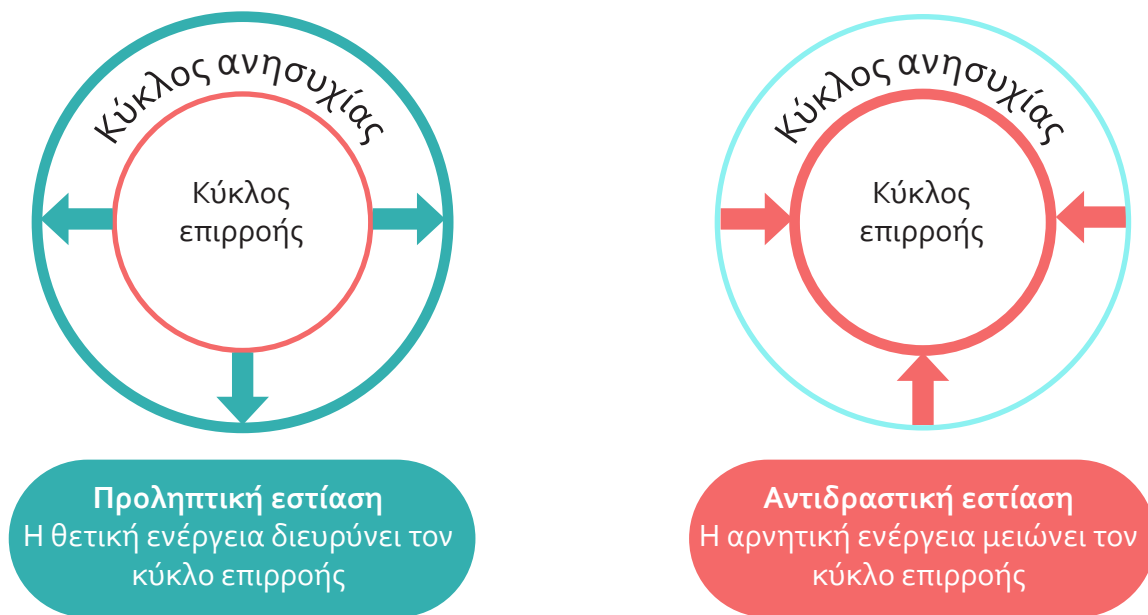 Κύκλος ανησυχίας
Κύκλος
επιρροής
Προληπτική εστίαση
Η θετική ενέργεια διευρύνει τον
κύκλο επιρροής
Κύκλος ανησυχίας
Κύκλος
επιρροής
Αντιδραστική εστίαση
Η αρνητική ενέργεια μειώνει τον
κύκλο επιρροής